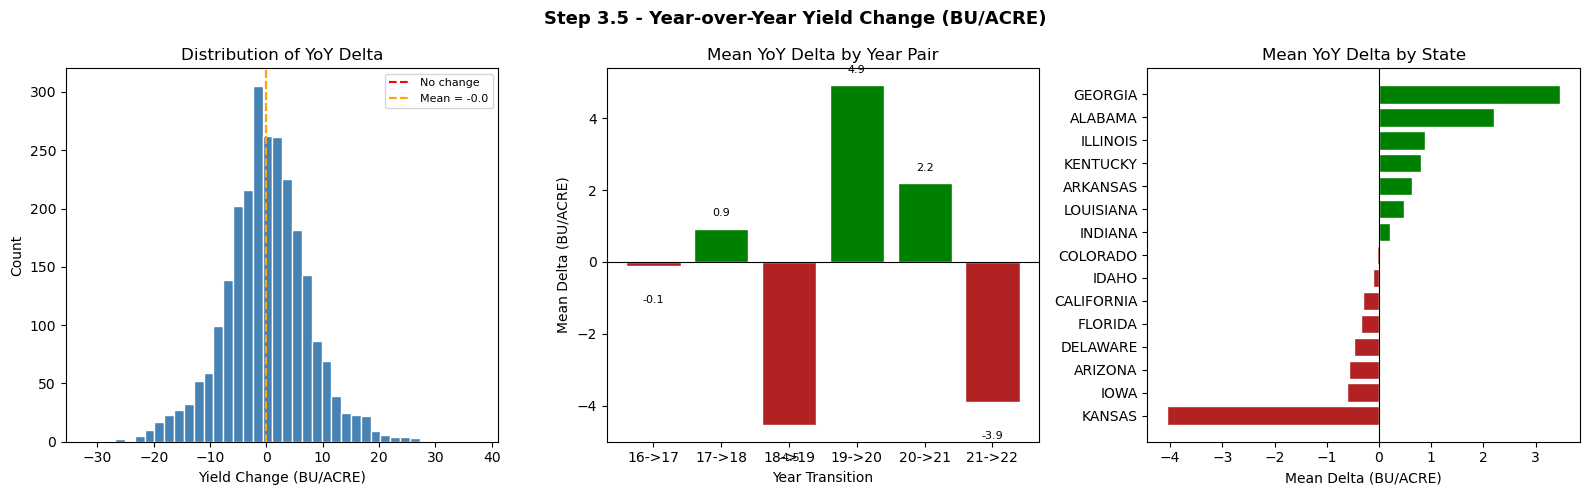 Step 3.5 - Year-over-Year Yield Change (BU/ACRE)
Distribution of YoY Delta
No change
Mean = -0.0
Count
300
250
200
150
100
50
0
−30
−20
−10
0
10
20
30
40
Yield Change (BU/ACRE)
Mean YoY Delta by Year Pair
Mean Delta (BU/ACRE)
4
2
0
−2
−4
-0.1
0.9
-4.5
4.9
2.2
-3.9
16->17
17->18
18->19
19->20
20->21
21->22
Year Transition
Mean YoY Delta by State
GEORGIA
ALABAMA
ILLINOIS
KENTUCKY
ARKANSAS
LOUISIANA
INDIANA
COLORADO
IDAHO
CALIFORNIA
FLORIDA
DELAWARE
ARIZONA
IOWA
KANSAS
−4
−3
−2
−1
0
1
2
3
Mean Delta (BU/ACRE)